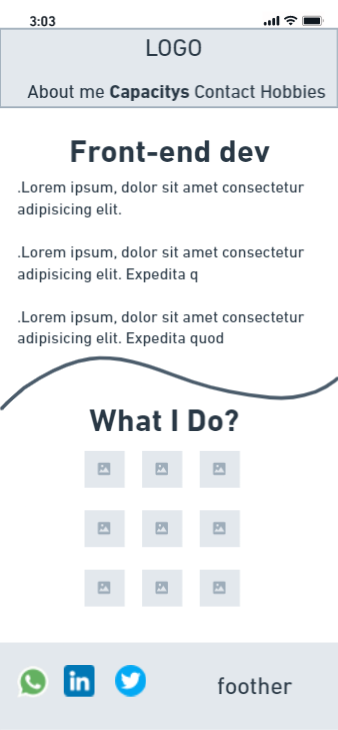 3:03
LOGO
About me Capacitys Contact Hobbies
Front-end dev
.Lorem ipsum, dolor sit amet consectetur
adipisicing elit.
.Lorem ipsum, dolor sit amet consectetur
adipisicing elit. Expedita q
.Lorem ipsum, dolor sit amet consectetur
adipisicing elit. Expedita quod
What I Do?
in
foother